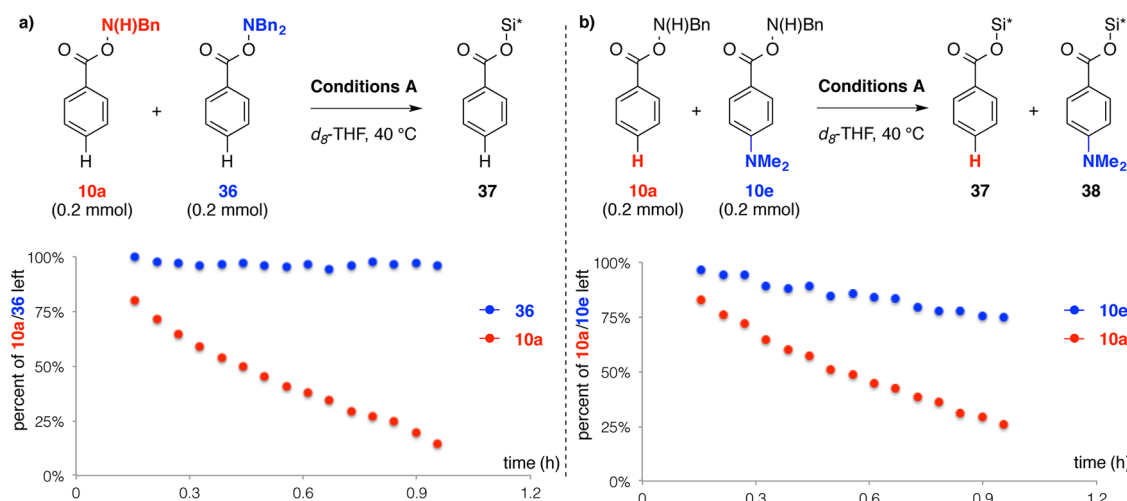 a)
N(H)Bn
NBn2
Si*
O
O
O
O
O
O
Conditions A
+
d8-THF, 40 °C
H
H
H
10a
36
37
(0.2 mmol)
(0.2 mmol)
percent of 10a/36 left
100%
75%
50%
25%
0%
36
10a
time (h)
0
0.3
0.6
0.9
1.2
b)
N(H)Bn
N(H)Bn
Si*
Si*
O
O
O
O
O
O
O
O
Conditions A
+
+
d8-THF, 40 °C
H
NMe2
H
NMe2
10a
10e
37
38
(0.2 mmol)
(0.2 mmol)
percent of 10a/10e left
100%
75%
50%
25%
0%
10e
10a
time (h)
0
0.3
0.6
0.9
1.2